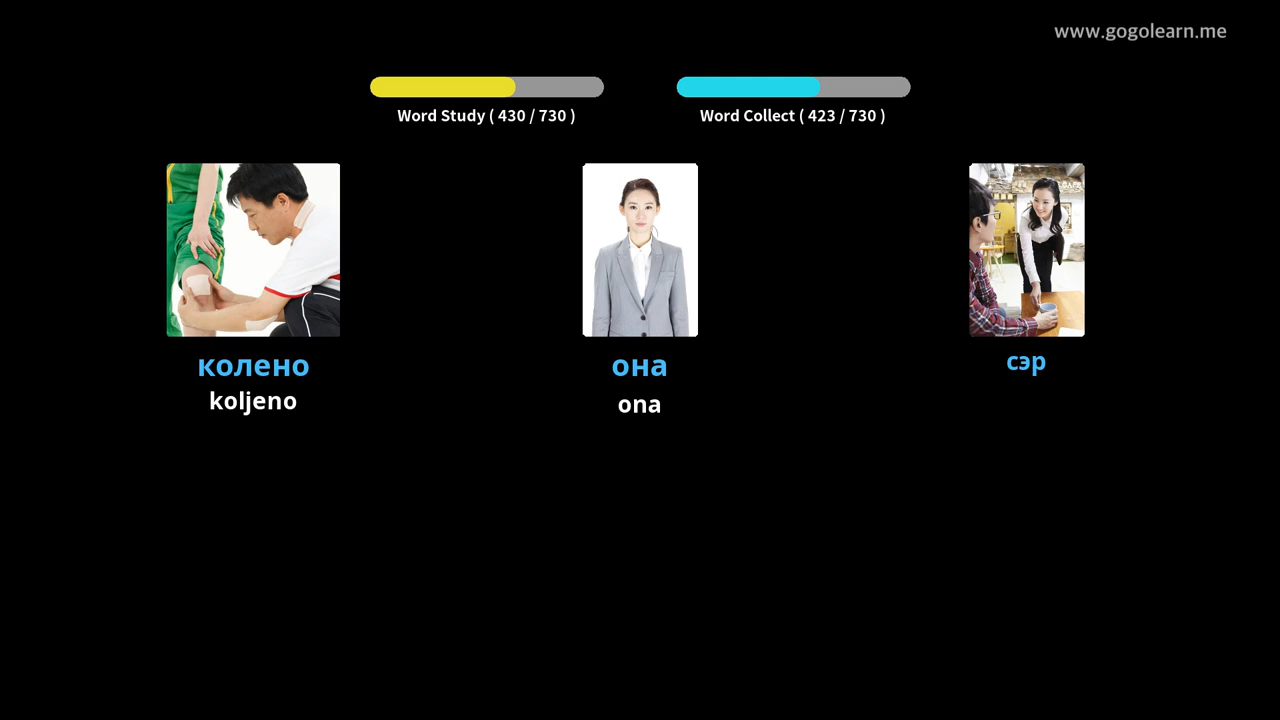 www.gogolearn.me
Word Study ( 430 / 730 )
Word Collect ( 423 / 730 )
колено
koljeno
она
ona
сэр